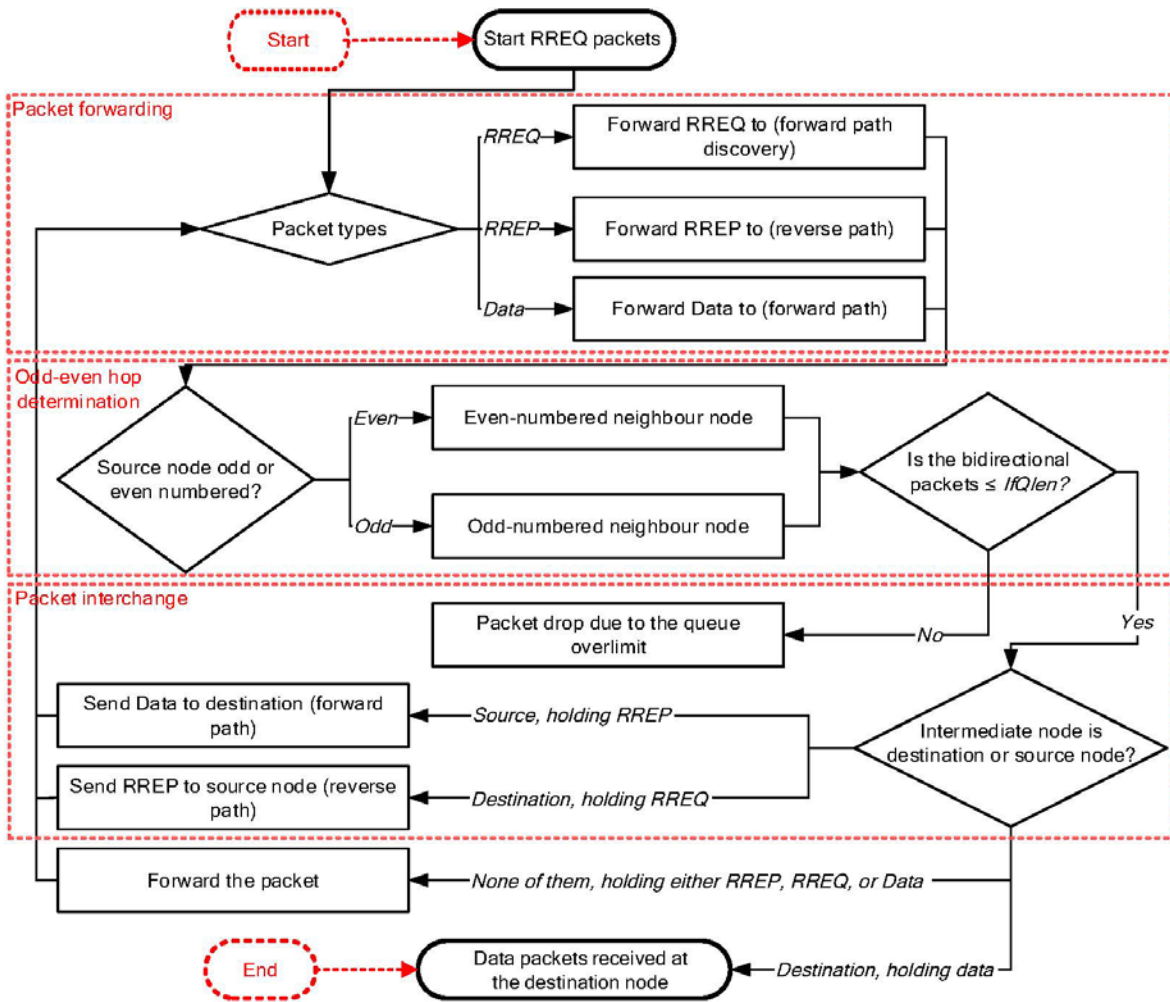 Start
Start RREQ packets
Packet forwarding
RREQ
Forward RREQ to (forward path
discovery)
Packet types
RREP
Forward RREP to (reverse path)
Data
Forward Data to (forward path)
Odd-even hop
determination
Even
Even-numbered neighbour node
Source node odd or
even numbered?
Is the bidirectional
packets ≤ IfQlen?
Odd
Odd-numbered neighbour node
Packet interchange
Packet drop due to the queue
overlimit
No
Yes
Send Data to destination (forward
path)
Source, holding RREP
Intermediate node is
destination or source node?
Send RREP to source node (reverse
path)
Destination, holding RREQ
Forward the packet
None of them, holding either RREP, RREQ, or Data
End
Data packets received at
the destination node
Destination, holding data